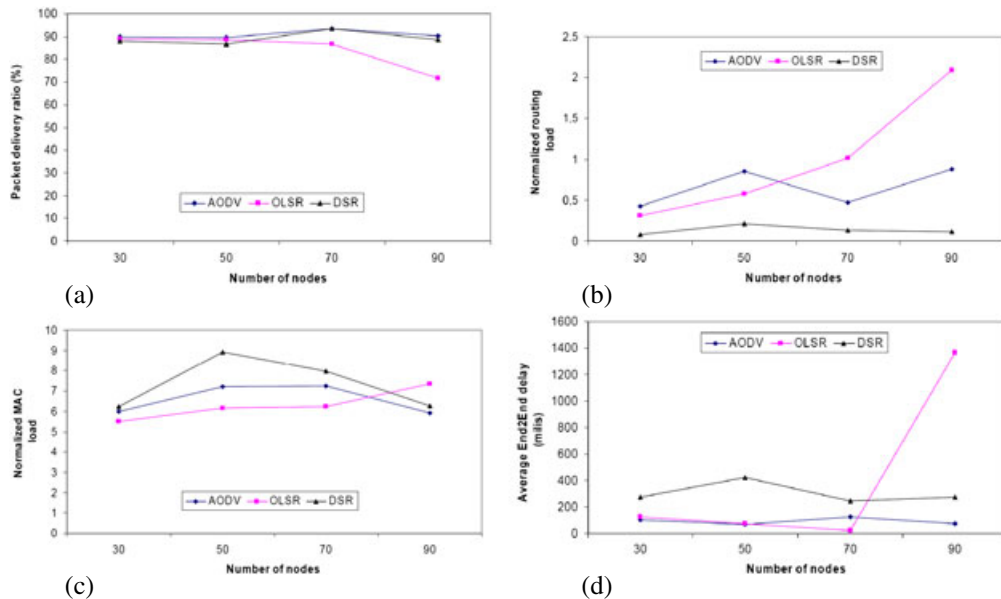 100
90
80
70
60
50
40
30
20
10
0
Packet delivery ratio (%)
AODV OLSR DSR
30 50 70 90
Number of nodes
(a)
2.5
2
1.5
1
0.5
0
Normalized routing
load
AODV OLSR DSR
30 50 70 90
Number of nodes
(b)
10
9
8
7
6
5
4
3
2
1
0
Normalized MAC
load
AODV OLSR DSR
30 50 70 90
Number of nodes
(c)
1600
1400
1200
1000
800
600
400
200
0
Average End2End delay
(milis)
AODV OLSR DSR
30 50 70 90
Number of nodes
(d)